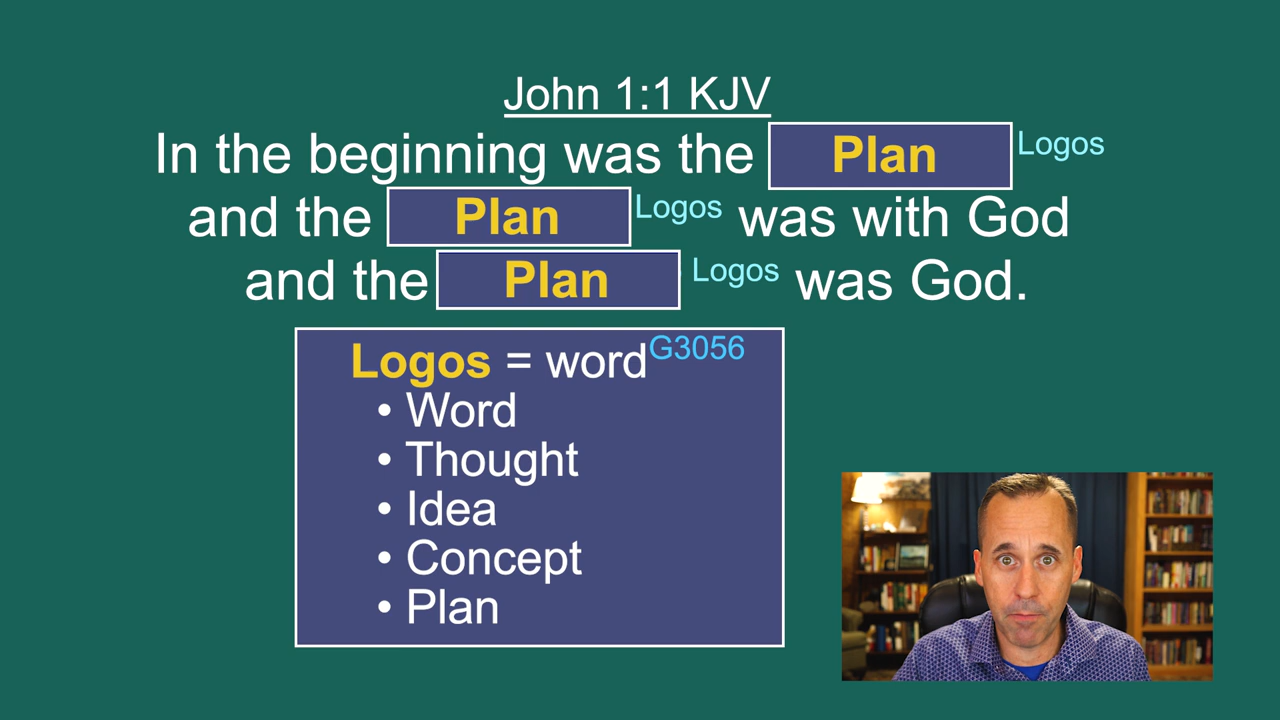 John 1:1 KJV
In the beginning was the Plan Logos
and the Plan Logos was with God
and the Plan Logos was God.
Logos = word G3056
• Word
• Thought
• Idea
• Concept
• Plan